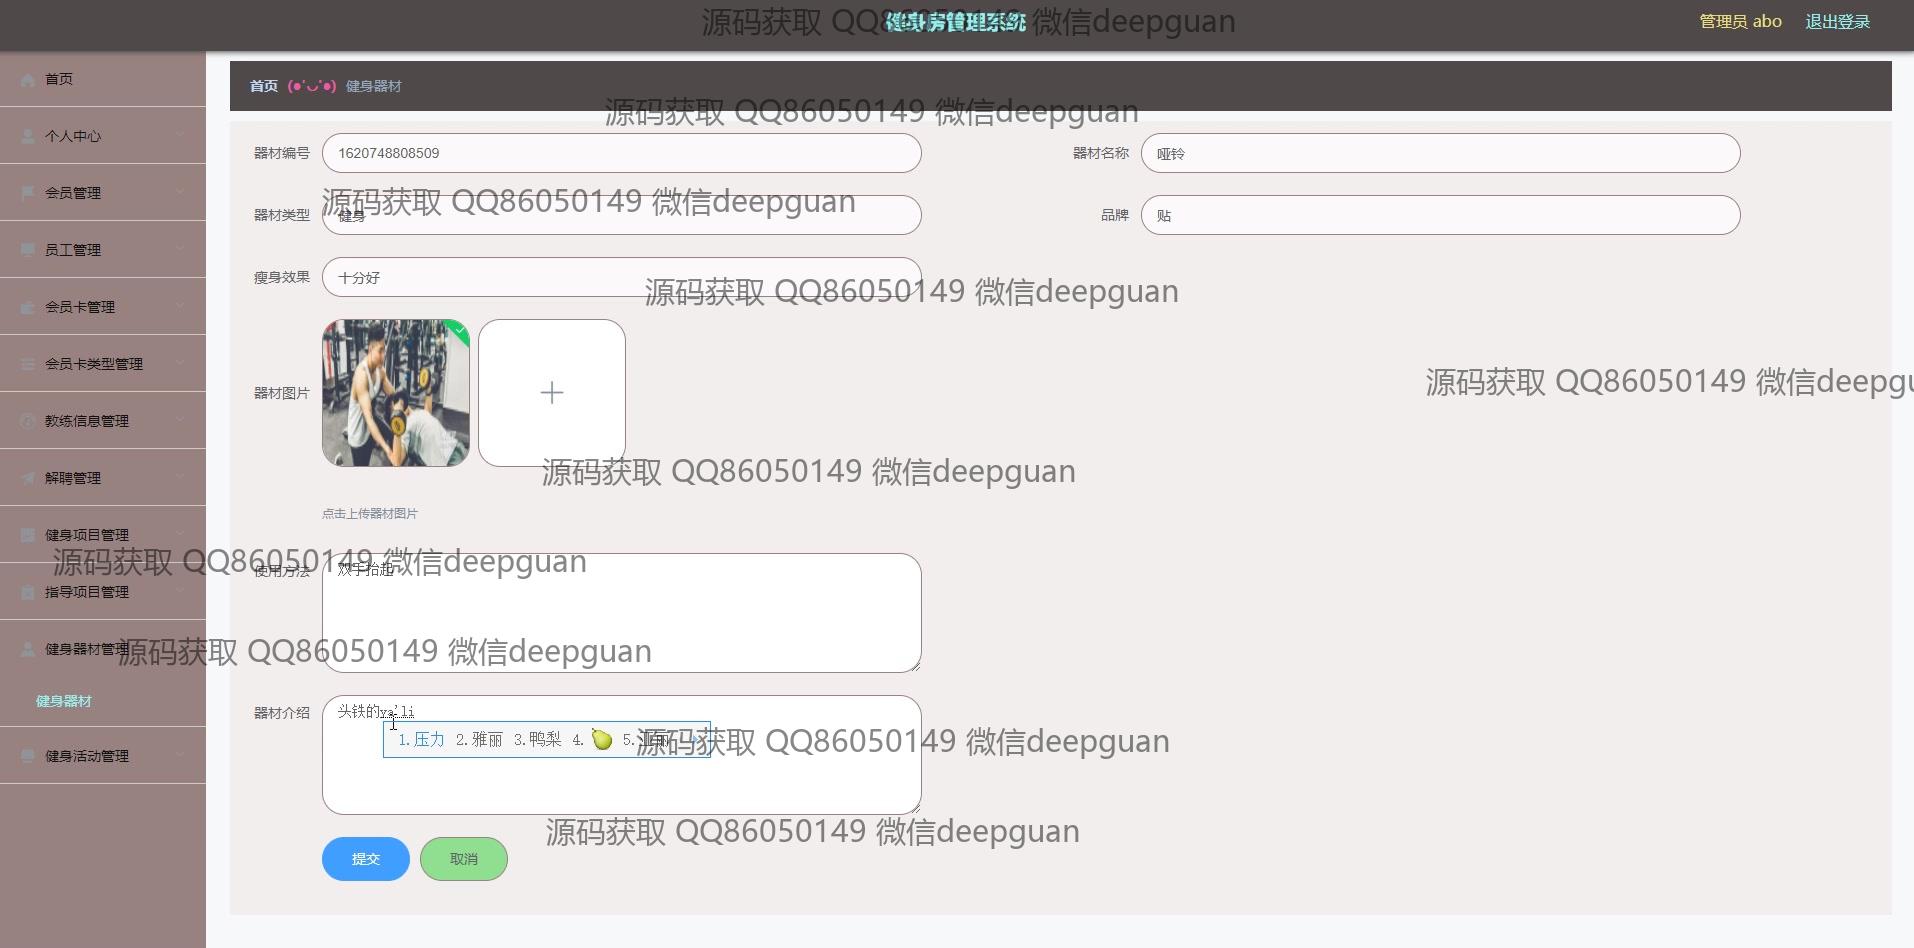 健身房管理系统
源码获取 QQ86050149 微信deepguan
管理员 abo 退出登录
首页
个人中心
会员管理
员工管理
会员卡管理
会员卡类型管理
教练信息管理
解聘管理
健身项目管理
指导项目管理
健身器材管理
健身器材
健身活动管理
首页 (●'◡'●) 健身器材
源码获取 QQ86050149 微信deepguan
器材编号 1620748808509 器材名称 哑铃
源码获取 QQ86050149 微信deepguan
器材类型 健身 品牌 贴
瘦身效果 十分好
源码获取 QQ86050149 微信deepguan
源码获取 QQ86050149 微信deepgu
器材图片
源码获取 QQ86050149 微信deepguan
点击上传器材图片
源码获取 QQ86050149 微信deepguan
使用方法 双手抬起
源码获取 QQ86050149 微信deepguan
器材介绍 头铁的ya'li
1.压力 2.雅丽 3.鸭梨 4. 5.
源码获取 QQ86050149 微信deepguan
源码获取 QQ86050149 微信deepguan
提交 取消